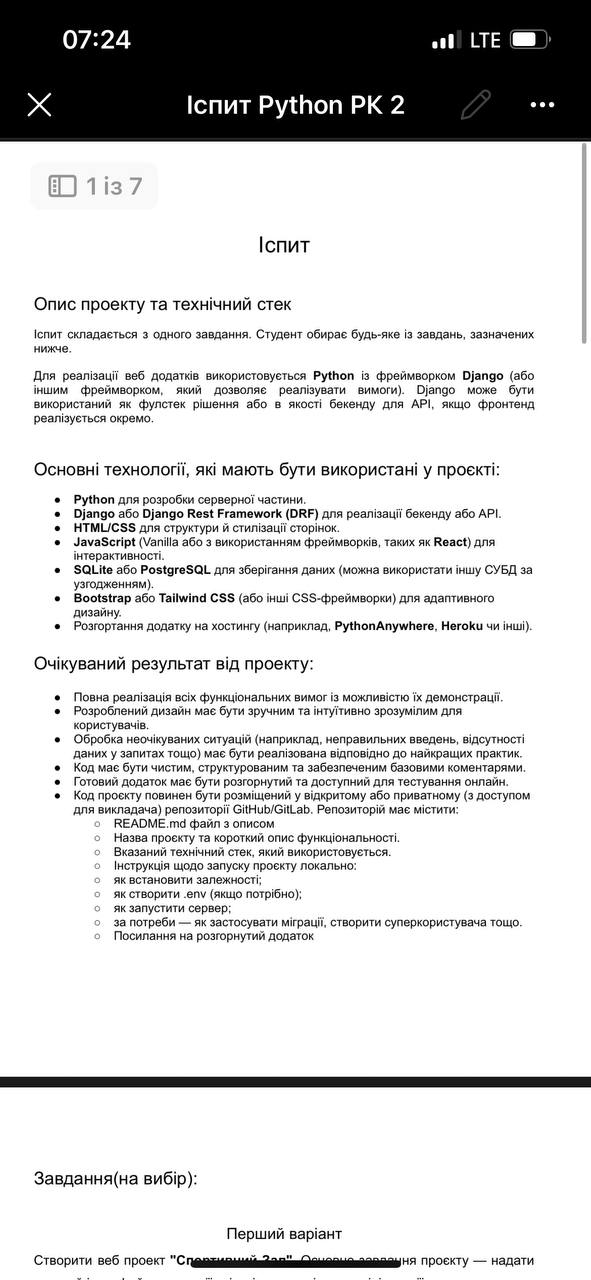 07:24
LTE
Іспит Python РК 2
1 із 7
Іспит
Опис проекту та технічний стек
Іспит складається з одного завдання. Студент обирає будь-яке із завдань, зазначених
нижче.
Для реалізації веб додатків використовується Python із фреймворком Django (або
іншим фреймворком, який дозволяє реалізувати вимоги). Django може бути
використаний як фулстек рішення або в якості бекенду для API, якщо фронтенд
реалізується окремо.
Основні технології, які мають бути використані у проєкті:
● Python для розробки серверної частини.
● Django або Django Rest Framework (DRF) для реалізації бекенду або API.
● HTML/CSS для структури й стилізації сторінок.
● JavaScript (Vanilla або з використанням фреймворків, таких як React) для
інтерактивності.
● SQLite або PostgreSQL для зберігання даних (можна використати іншу СУБД за
узгодженням).
● Bootstrap або Tailwind CSS (або інші CSS-фреймворки) для адаптивного
дизайну.
● Розгортання додатку на хостингу (наприклад, PythonAnywhere, Heroku чи інші).
Очікуваний результат від проекту:
● Повна реалізація всіх функціональних вимог із можливістю їх демонстрації.
● Розроблений дизайн має бути зручним та інтуїтивно зрозумілим для
користувачів.
● Обробка неочікуваних ситуацій (наприклад, неправильних введень, відсутності
даних у запитах тощо) має бути реалізована відповідно до найкращих практик.
● Код має бути чистим, структурованим та забезпеченим базовими коментарями.
● Готовий додаток має бути розгорнутий та доступний для тестування онлайн.
● Код проєкту повинен бути розміщений у відкритому або приватному (з доступом
для викладача) репозиторії GitHub/GitLab. Репозиторій має містити:
○ README.md файл з описом
○ Назва проєкту та короткий опис функціональності.
○ Вказаний технічний стек, який використовується.
○ Інструкція щодо запуску проєкту локально:
○ як встановити залежності;
○ як створити .env (якщо потрібно);
○ як запустити сервер;
○ за потреби — як застосувати міграції, створити суперкористувача тощо.
○ Посилання на розгорнутий додаток
Завдання(на вибір):
Перший варіант
Створити веб проект "Спортивний Зал". Основне завдання проєкту — надати